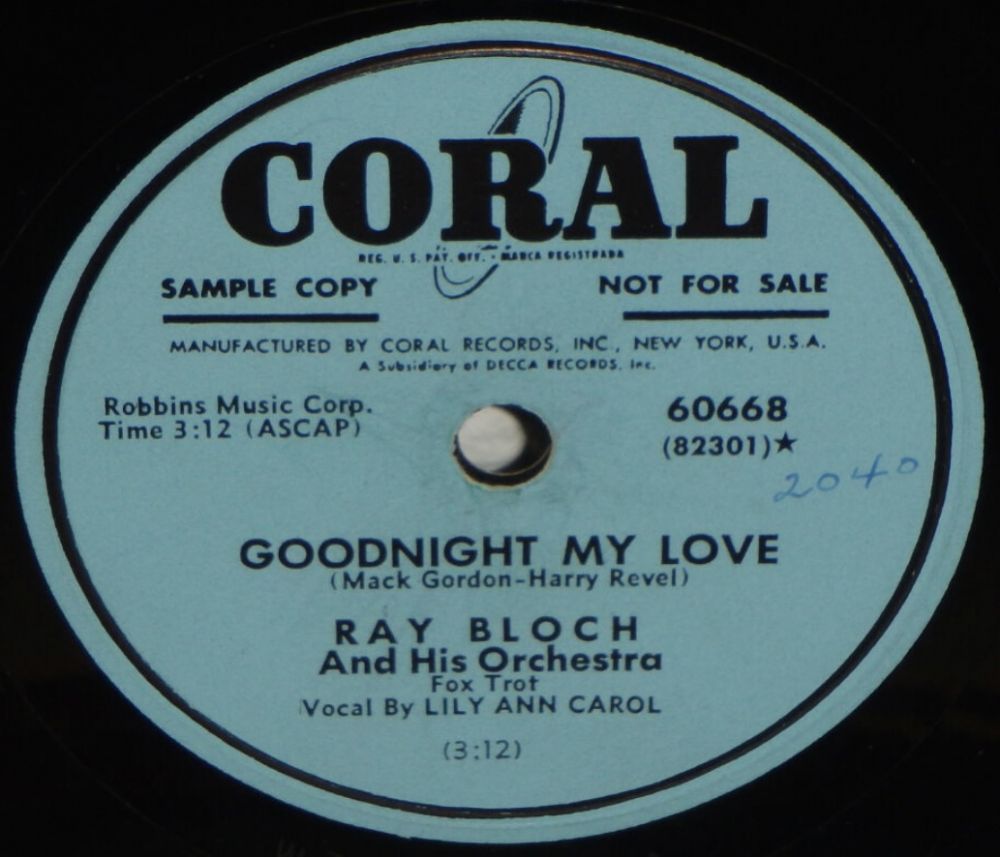 CORAL
REG. U. S. PAT. OFF. - MARCA REGISTRADA
SAMPLE COPY NOT FOR SALE
MANUFACTURED BY CORAL RECORDS, INC., NEW YORK, U.S.A.
A Subsidiary of DECCA RECORDS, Inc.
Robbins Music Corp. 60668
Time 3:12 (ASCAP) (82301)★
2040
GOODNIGHT MY LOVE
(Mack Gordon-Harry Revel)
RAY BLOCH
And His Orchestra
Fox Trot
Vocal By LILY ANN CAROL
(3:12)